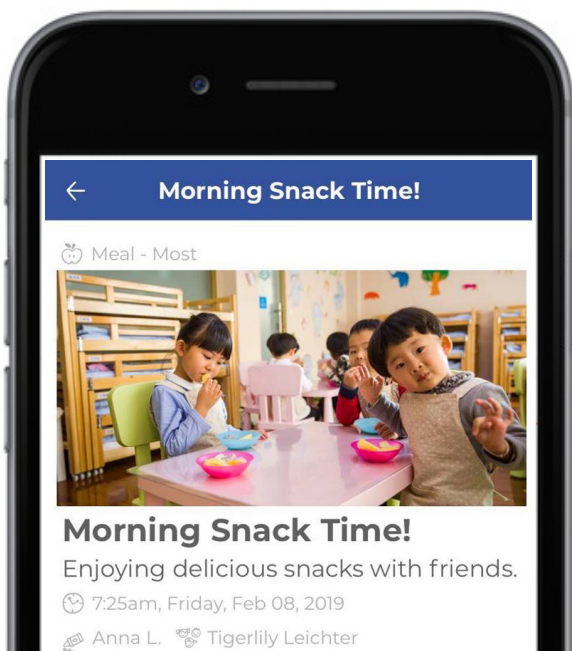 Morning Snack Time!
Meal - Most
Morning Snack Time!
Enjoying delicious snacks with friends.
7:25am, Friday, Feb 08, 2019
Anna L. Tigerlily Leichter